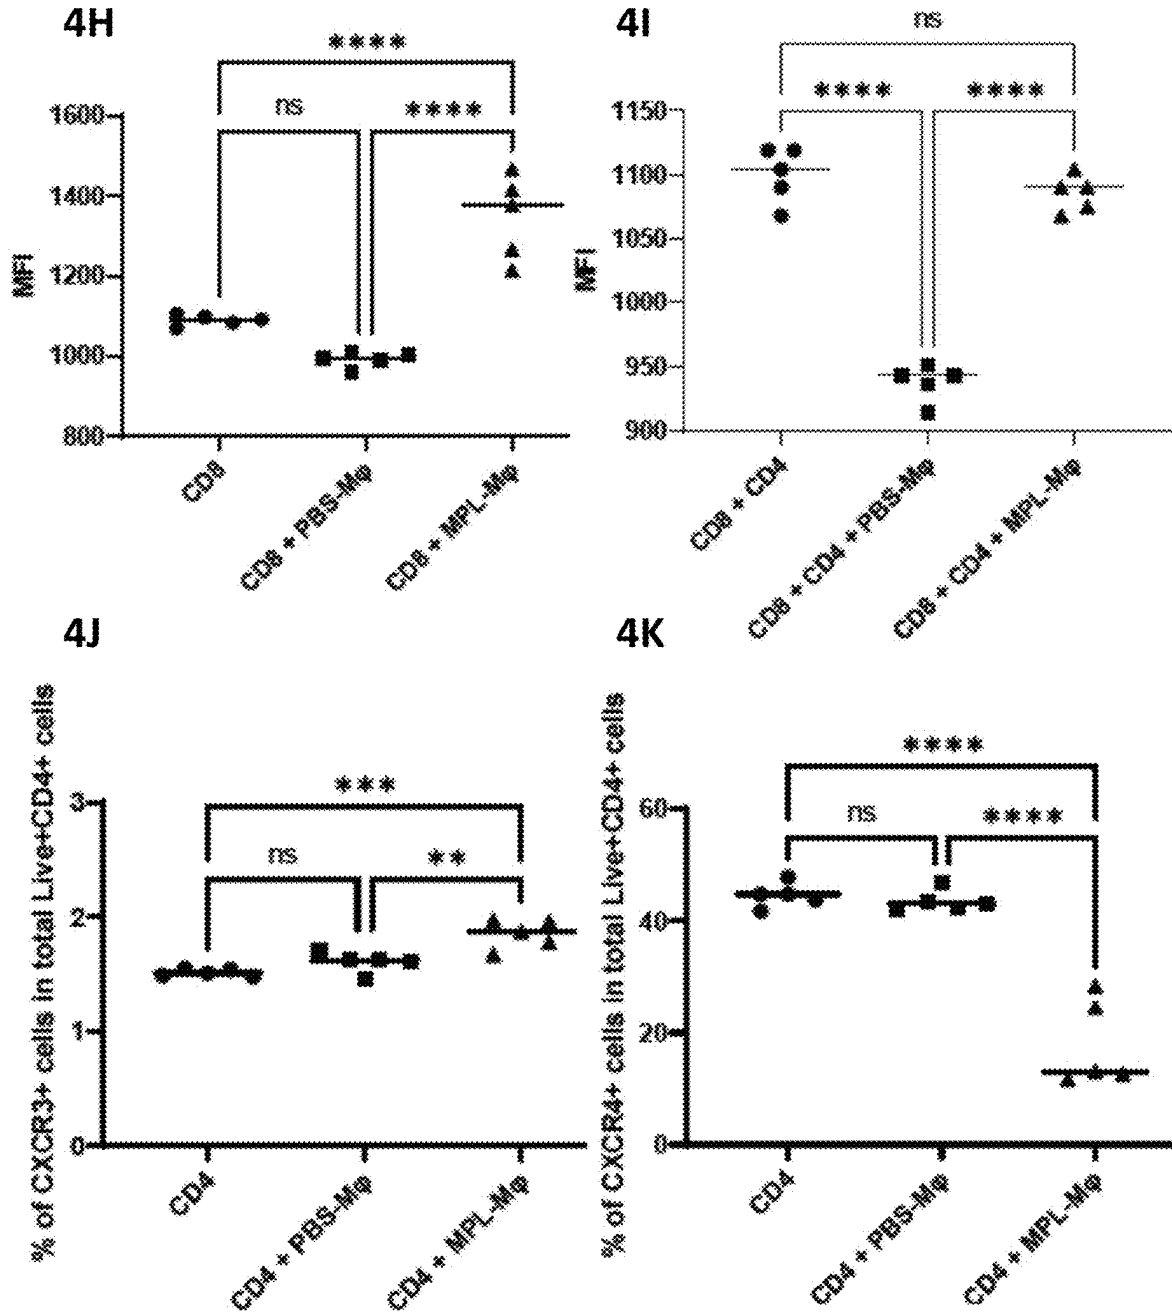 4H
****
ns
****
1600
1400
1200
1000
800
MFI
CD8
CD8 + PBS-Mφ
CD8 + MPL-Mφ
4I
ns
****
****
1150
1100
1050
1000
950
900
MFI
CD8 + CD4
CD8 + CD4 + PBS-Mφ
CD8 + CD4 + MPL-Mφ
4J
***
ns
**
3
2
1
0
% of CXCR3+ cells in total Live+CD4+ cells
CD4
CD4 + PBS-Mφ
CD4 + MPL-Mφ
4K
****
ns
****
60
40
20
0
% of CXCR4+ cells in total Live+CD4+ cells
CD4
CD4 + PBS-Mφ
CD4 + MPL-Mφ